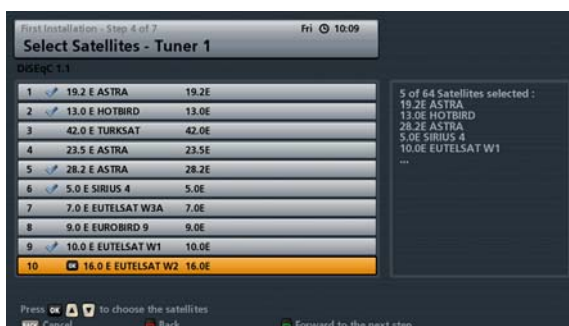 First Installation - Step 4 of 7 Fri 10:09
Select Satellites - Tuner 1
DiSEqC 1.1
1 19.2 E ASTRA 19.2E
2 13.0 E HOTBIRD 13.0E
3 42.0 E TURKSAT 42.0E
4 23.5 E ASTRA 23.5E
5 28.2 E ASTRA 28.2E
6 5.0 E SIRIUS 4 5.0E
7 7.0 E EUTELSAT W3A 7.0E
8 9.0 E EUROBIRD 9 9.0E
9 10.0 E EUTELSAT W1 10.0E
10 OK 16.0 E EUTELSAT W2 16.0E
5 of 64 Satellites selected :
19.2E ASTRA
13.0E HOTBIRD
28.2E ASTRA
5.0E SIRIUS 4
10.0E EUTELSAT W1
...
Press OK to choose the satellites
Cancel Back Forward to the next step